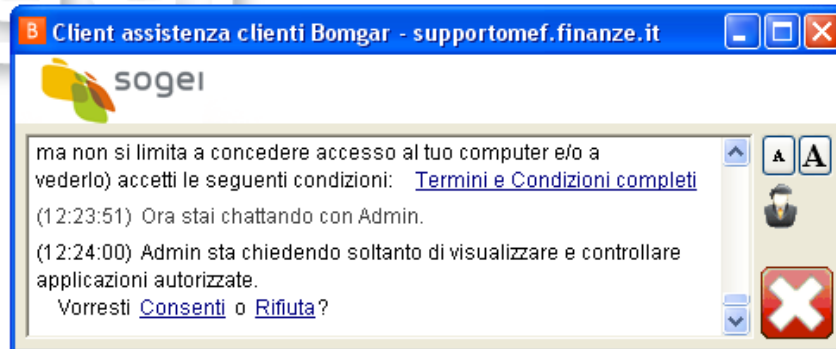 B Client assistenza clienti Bomgar - supportomef.finanze.it
sogei
ma non si limita a concedere accesso al tuo computer e/o a
vederlo) accetti le seguenti condizioni: Termini e Condizioni completi
A A
(12:23:51) Ora stai chattando con Admin.
(12:24:00) Admin sta chiedendo soltanto di visualizzare e controllare
applicazioni autorizzate.
Vorresti Consenti o Rifiuta?